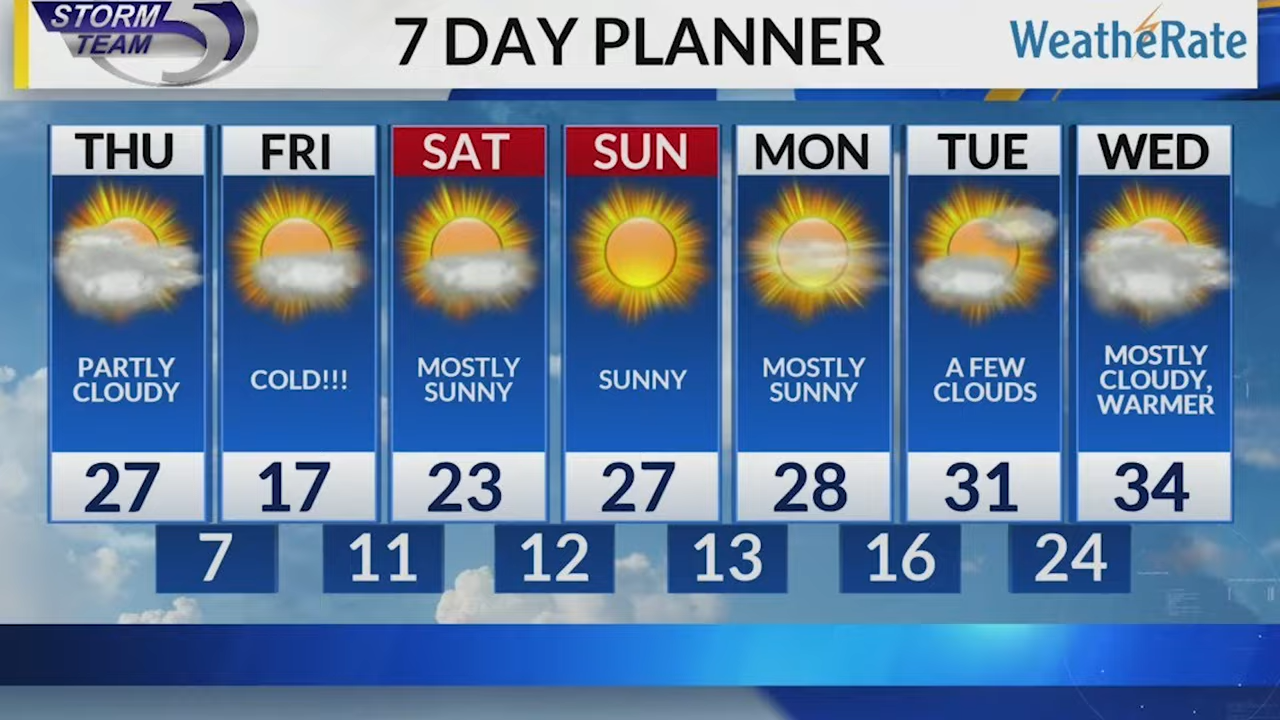 STORM
TEAM 5
7 DAY PLANNER
WeatheRate
THU
FRI
SAT
SUN
MON
TUE
WED
PARTLY
CLOUDY
COLD!!!
MOSTLY
SUNNY
SUNNY
MOSTLY
SUNNY
A FEW
CLOUDS
MOSTLY
CLOUDY,
WARMER
27
17
23
27
28
31
34
7
11
12
13
16
24